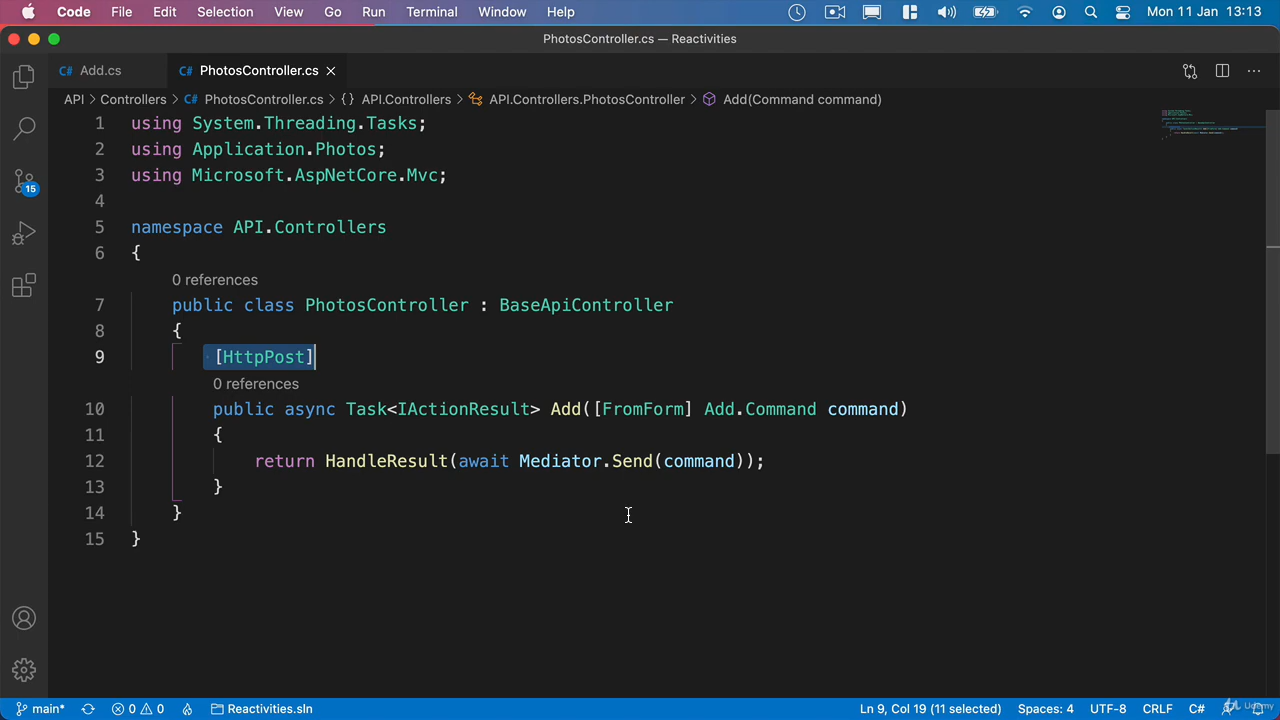 Code File Edit Selection View Go Run Terminal Window Help Mon 11 Jan 13:13
PhotosController.cs — Reactivities
C# Add.cs C# PhotosController.cs
API > Controllers > C# PhotosController.cs > {} API.Controllers > API.Controllers.PhotosController > Add(Command command)
1 using System.Threading.Tasks;
2 using Application.Photos;
3 using Microsoft.AspNetCore.Mvc;
4
5 namespace API.Controllers
6 {
0 references
7 public class PhotosController : BaseApiController
8 {
9 [HttpPost]
0 references
10 public async Task<IActionResult> Add([FromForm] Add.Command command)
11 {
12 return HandleResult(await Mediator.Send(command));
13 }
14 }
15 }
15
main* 0 0 Reactivities.sln Ln 9, Col 19 (11 selected) Spaces: 4 UTF-8 CRLF C#
Udemy